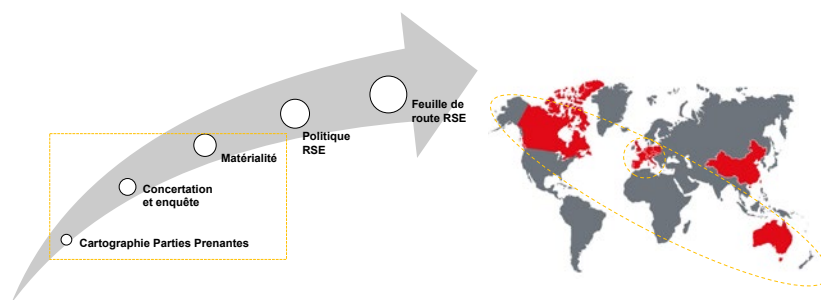 Feuille de
route RSE
Politique
RSE
Matérialité
Concertation
et enquête
Cartographie Parties Prenantes